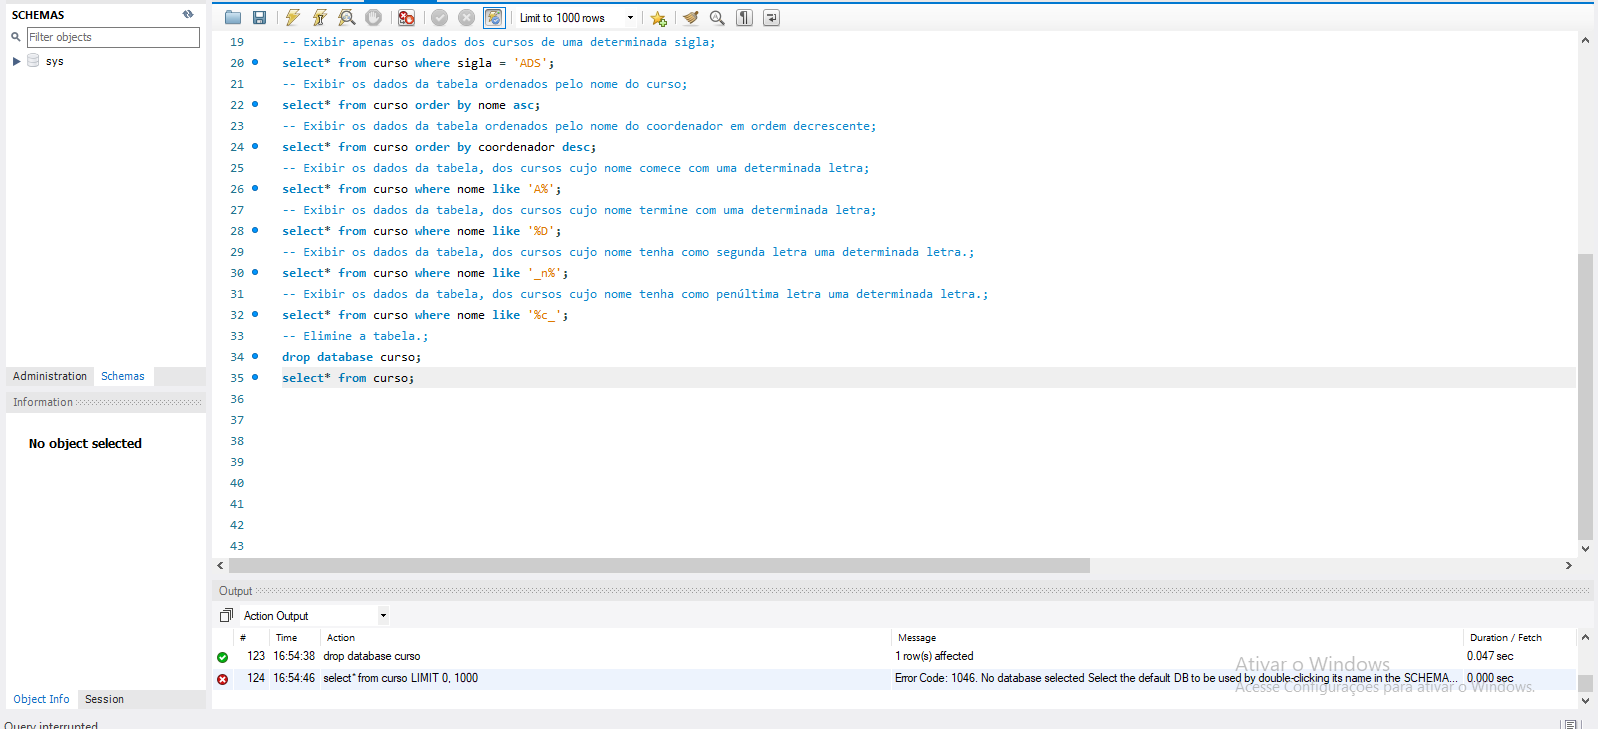 SCHEMAS
Filter objects
sys
Administration Schemas
Information
No object selected
Object Info Session
Query interrupted
Limit to 1000 rows
19 -- Exibir apenas os dados dos cursos de uma determinada sigla;
20 select* from curso where sigla = 'ADS';
21 -- Exibir os dados da tabela ordenados pelo nome do curso;
22 select* from curso order by nome asc;
23 -- Exibir os dados da tabela ordenados pelo nome do coordenador em ordem decrescente;
24 select* from curso order by coordenador desc;
25 -- Exibir os dados da tabela, dos cursos cujo nome comece com uma determinada letra;
26 select* from curso where nome like 'A%';
27 -- Exibir os dados da tabela, dos cursos cujo nome termine com uma determinada letra;
28 select* from curso where nome like '%D';
29 -- Exibir os dados da tabela, dos cursos cujo nome tenha como segunda letra uma determinada letra.;
30 select* from curso where nome like '_n%';
31 -- Exibir os dados da tabela, dos cursos cujo nome tenha como penúltima letra uma determinada letra.;
32 select* from curso where nome like '%c_';
33 -- Elimine a tabela.;
34 drop database curso;
35 select* from curso;
36
37
38
39
40
41
42
43
Output
Action Output
# Time Action Message Duration / Fetch
123 16:54:38 drop database curso 1 row(s) affected 0.047 sec
124 16:54:46 select* from curso LIMIT 0, 1000 Error Code: 1046. No database selected Select the default DB to be used by double-clicking its name in the SCHEMA... 0.000 sec
Ativar o Windows
Acesse Configurações para ativar o Windows.